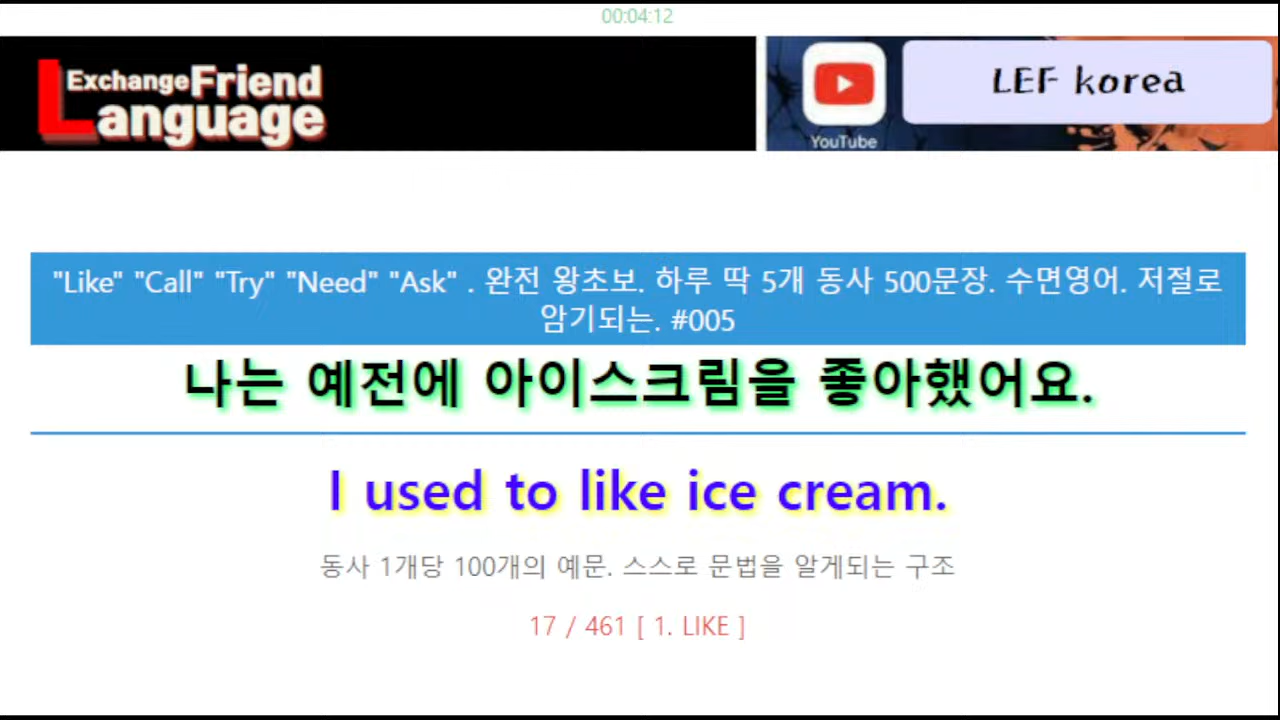 00:04:12
ExchangeFriend
Language
LEF korea
YouTube
"Like" "Call" "Try" "Need" "Ask" . 완전 왕초보. 하루 딱 5개 동사 500문장. 수면영어. 저절로
암기되는. #005
나는 예전에 아이스크림을 좋아했어요.
I used to like ice cream.
동사 1개당 100개의 예문. 스스로 문법을 알게되는 구조
17 / 461 [ 1. LIKE ]